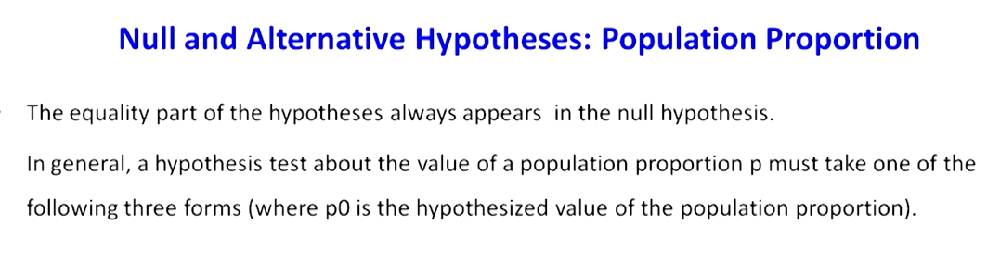 Null and Alternative Hypotheses: Population Proportion
The equality part of the hypotheses always appears in the null hypothesis.
In general, a hypothesis test about the value of a population proportion p must take one of the
following three forms (where p0 is the hypothesized value of the population proportion).